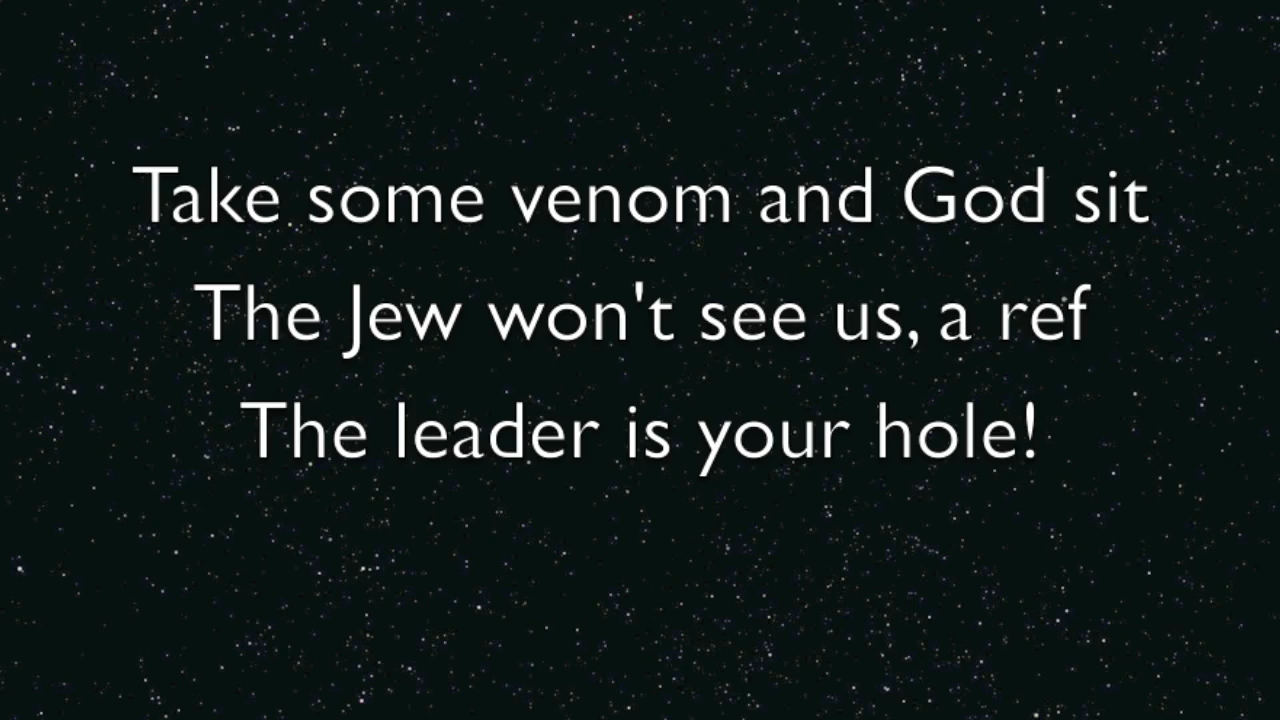 Take some venom and God sit
The Jew won't see us, a ref
The leader is your hole!